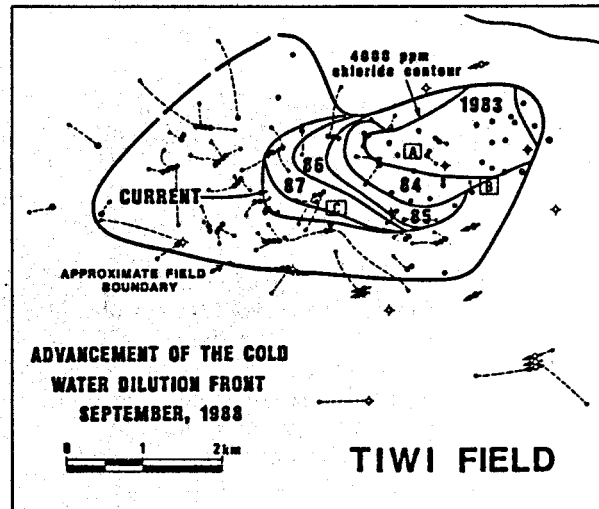 4000 ppm
chloride contour
1983
A
86
87
84
B
CURRENT
C
85
APPROXIMATE FIELD
BOUNDARY
ADVANCEMENT OF THE COLD
WATER DILUTION FRONT
SEPTEMBER, 1988
0 1 2km
TIWI FIELD